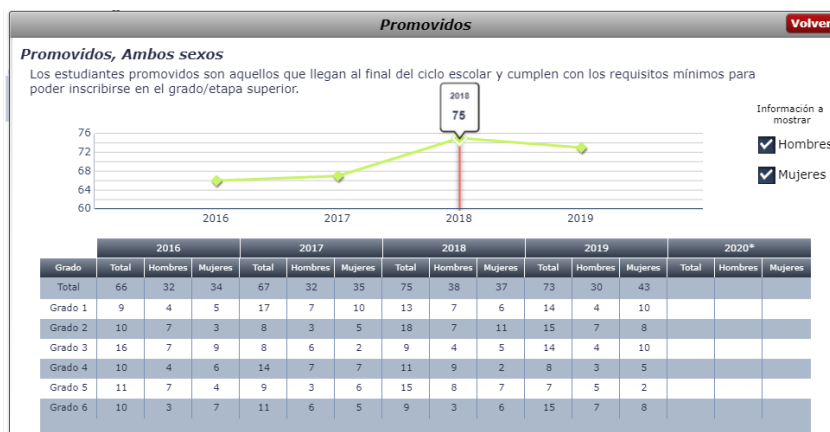 Promovidos
Volver
Promovidos, Ambos sexos
Los estudiantes promovidos son aquellos que llegan al final del ciclo escolar y cumplen con los requisitos mínimos para
poder inscribirse en el grado/etapa superior.
2018
75
Información a
mostrar
Hombres
Mujeres
76
72
68
64
60
2016 2017 2018 2019
2016 2017 2018 2019 2020*
Grado Total Hombres Mujeres Total Hombres Mujeres Total Hombres Mujeres Total Hombres Mujeres Total Hombres Mujeres
Total 66 32 34 67 32 35 75 38 37 73 30 43
Grado 1 9 4 5 17 7 10 13 7 6 14 4 10
Grado 2 10 7 3 8 3 5 18 7 11 15 7 8
Grado 3 16 7 9 8 6 2 9 4 5 14 4 10
Grado 4 10 4 6 14 7 7 11 9 2 8 3 5
Grado 5 11 7 4 9 3 6 15 8 7 7 5 2
Grado 6 10 3 7 11 6 5 9 3 6 15 7 8